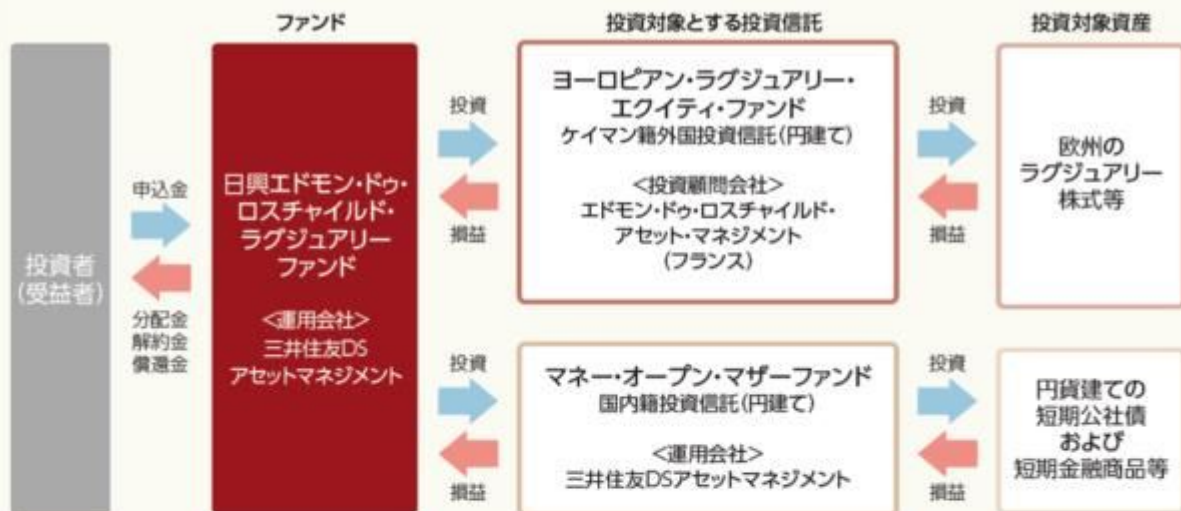 ファンド
投資対象とする投資信託
投資対象資産
投資者
(受益者)
申込金
分配金
解約金
償還金
日興エドモン・ドゥ・
ロスチャイルド・
ラグジュアリー
ファンド
<運用会社>
三井住友DS
アセットマネジメント
投資
損益
ヨーロピアン・ラグジュアリー・
エクイティ・ファンド
ケイマン籍外国投資信託(円建て)
<投資顧問会社>
エドモン・ドゥ・ロスチャイルド・
アセット・マネジメント
(フランス)
投資
損益
欧州の
ラグジュアリー
株式等
投資
損益
マネー・オープン・マザーファンド
国内籍投資信託(円建て)
<運用会社>
三井住友DSアセットマネジメント
投資
損益
円貨建ての
短期公社債
および
短期金融商品等